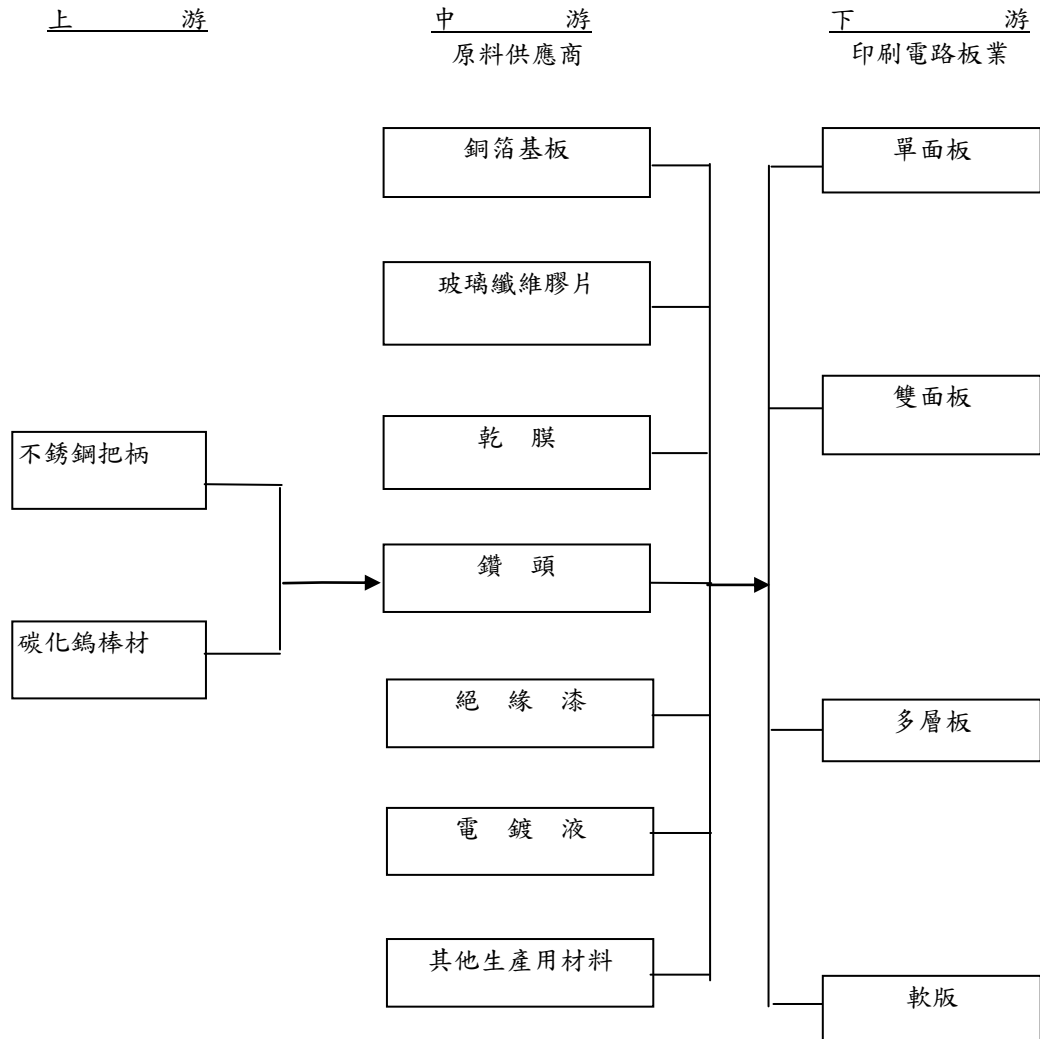 上　　　游
中　　　游
原料供應商
下　　　游
印刷電路板業
銅箔基板
單面板
玻璃纖維膠片
雙面板
乾　膜
不銹鋼把柄
鑽　頭
碳化鎢棒材
絕　緣　漆
多層板
電　鍍　液
其他生產用材料
軟版